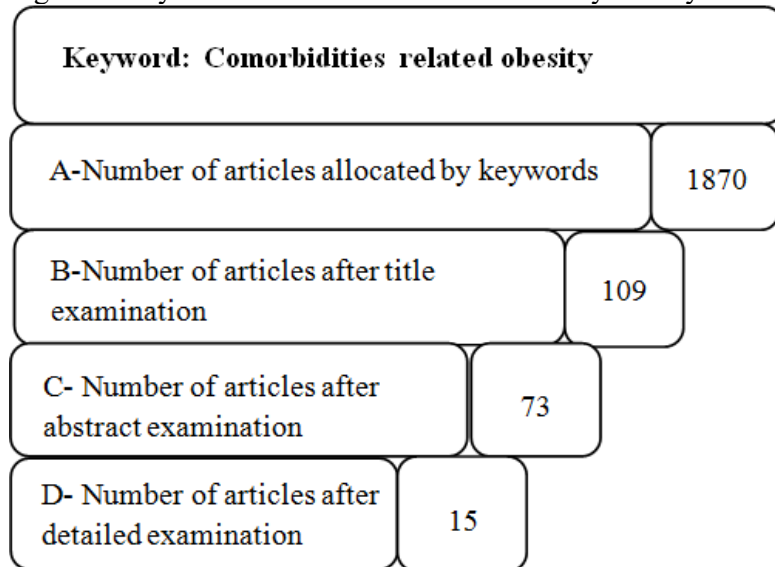 Keyword: Comorbidities related obesity
A-Number of articles allocated by keywords
1870
B-Number of articles after title
examination
109
C- Number of articles after
abstract examination
73
D- Number of articles after
detailed examination
15